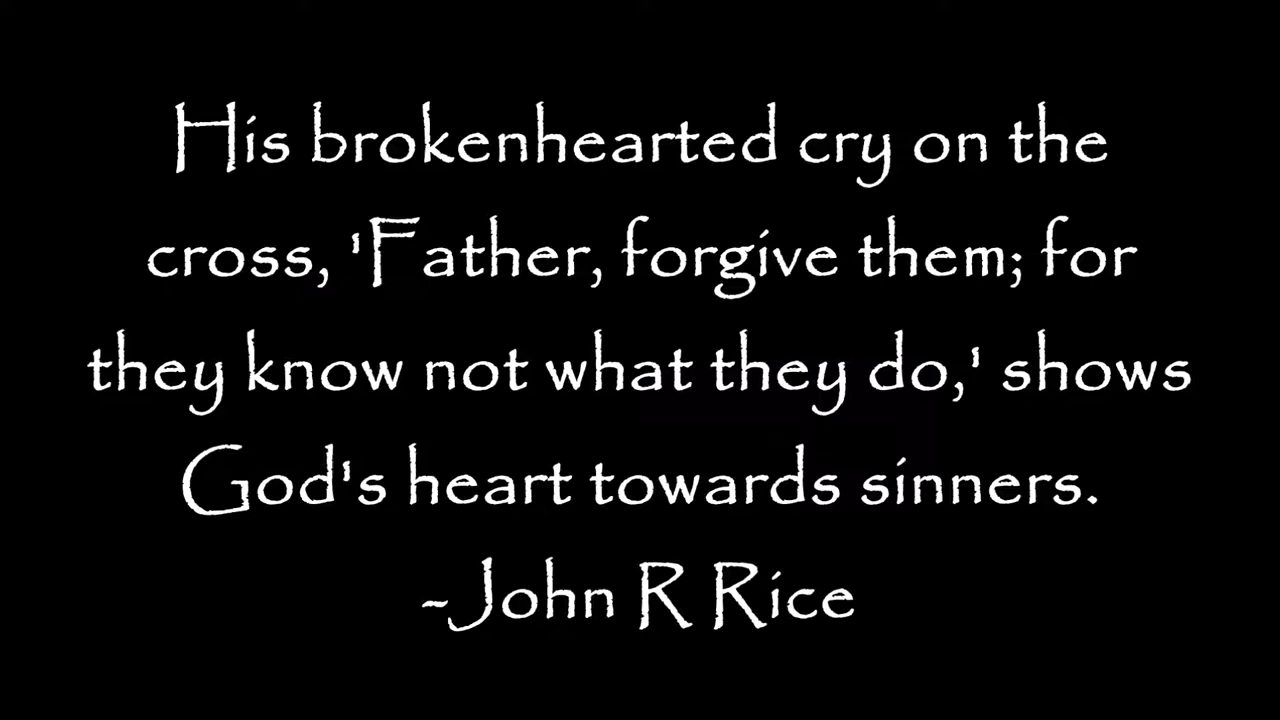 His brokenhearted cry on the
cross, 'Father, forgive them; for
they know not what they do,' shows
God's heart towards sinners.
-John R Rice